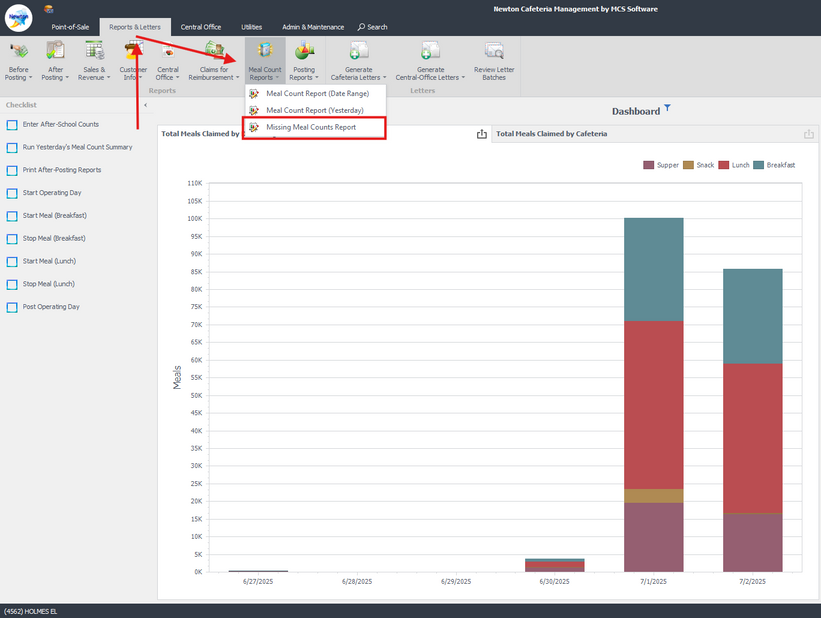 Newton Cafeteria Management by MCS Software
Newton
Point-of-Sale Reports & Letters Central Office Utilities Admin & Maintenance Search
Before Posting
After Posting
Sales & Revenue
Customer Info
Central Office
Claims for Reimbursement
Meal Count Reports
Posting Reports
Generate Cafeteria Letters
Generate Central-Office Letters
Review Letter Batches
Reports
Letters
Meal Count Report (Date Range)
Meal Count Report (Yesterday)
Missing Meal Counts Report
Checklist
Enter After-School Counts
Run Yesterday's Meal Count Summary
Print After-Posting Reports
Start Operating Day
Start Meal (Breakfast)
Stop Meal (Breakfast)
Start Meal (Lunch)
Stop Meal (Lunch)
Post Operating Day
Dashboard
Total Meals Claimed by
Total Meals Claimed by Cafeteria
Supper Snack Lunch Breakfast
Meals
110K
105K
100K
95K
90K
85K
80K
75K
70K
65K
60K
55K
50K
45K
40K
35K
30K
25K
20K
15K
10K
5K
0K
6/27/2025 6/28/2025 6/29/2025 6/30/2025 7/1/2025 7/2/2025
(4562) HOLMES EL